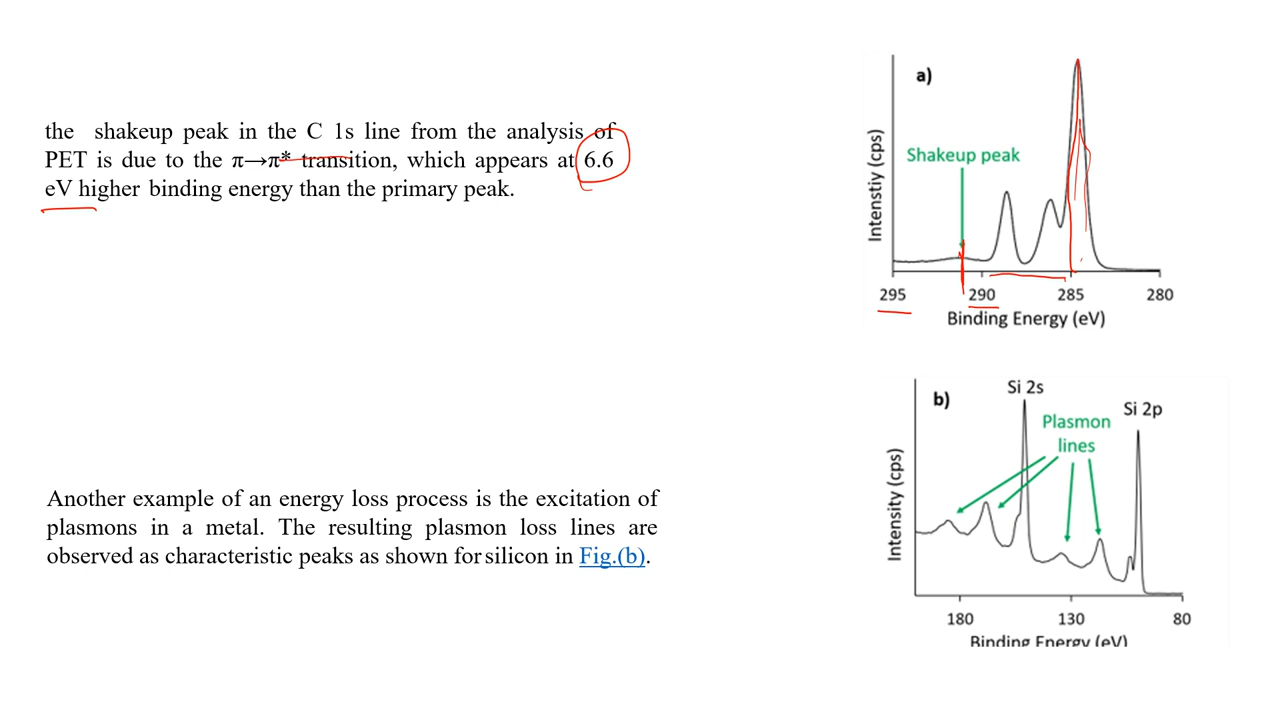 the shakeup peak in the C 1s line from the analysis of
PET is due to the π→π* transition, which appears at 6.6
eV higher binding energy than the primary peak.
a)
Shakeup peak
Intenstiy (cps)
295 290 285 280
Binding Energy (eV)
Another example of an energy loss process is the excitation of
plasmons in a metal. The resulting plasmon loss lines are
observed as characteristic peaks as shown for silicon in Fig.(b).
b)
Si 2s
Si 2p
Plasmon
lines
Intensity (cps)
180 130 80
Binding Energy (eV)